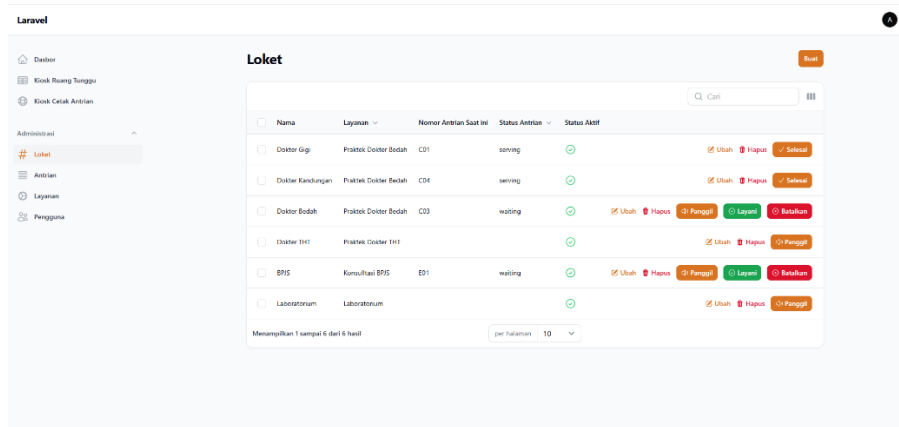 Laravel
A
Dasbor
Kiosk Ruang Tunggu
Kiosk Cetak Antrian
Administrasi
Loket
Antrian
Layanan
Pengguna
Loket
Buat
Cari
Nama Layanan Nomor Antrian Saat ini Status Antrian Status Aktif
Dokter Gigi Praktek Dokter Bedah C01 serving Ubah Hapus Selesai
Dokter Kandungan Praktek Dokter Bedah C04 serving Ubah Hapus Selesai
Dokter Bedah Praktek Dokter Bedah C03 waiting Ubah Hapus Panggil Layani Batalkan
Dokter THT Praktek Dokter THT Ubah Hapus Panggil
BPJS Konsultasi BPJS E01 waiting Ubah Hapus Panggil Layani Batalkan
Laboratorium Laboratorium Ubah Hapus Panggil
Menampilkan 1 sampai 6 dari 6 hasil per halaman 10